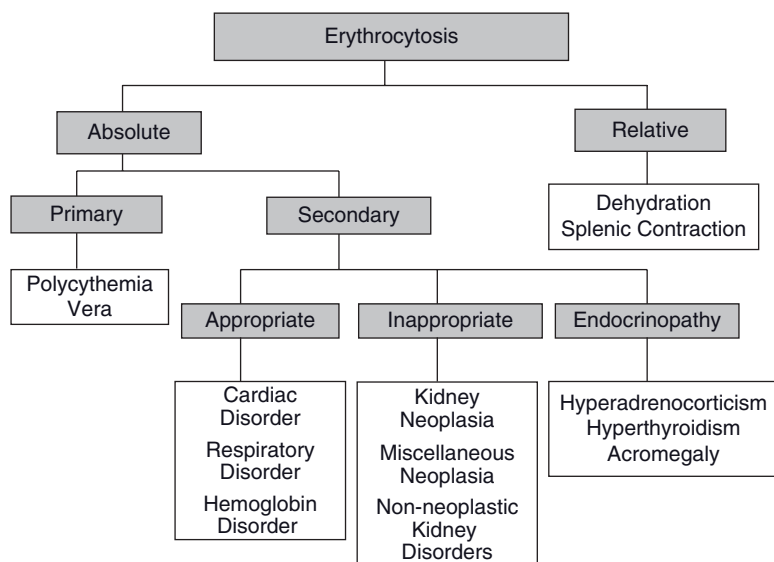 Erythrocytosis
Absolute
Relative
Primary
Secondary
Dehydration
Splenic Contraction
Polycythemia
Vera
Appropriate
Inappropriate
Endocrinopathy
Cardiac
Disorder
Respiratory
Disorder
Hemoglobin
Disorder
Kidney
Neoplasia
Miscellaneous
Neoplasia
Non-neoplastic
Kidney
Disorders
Hyperadrenocorticism
Hyperthyroidism
Acromegaly